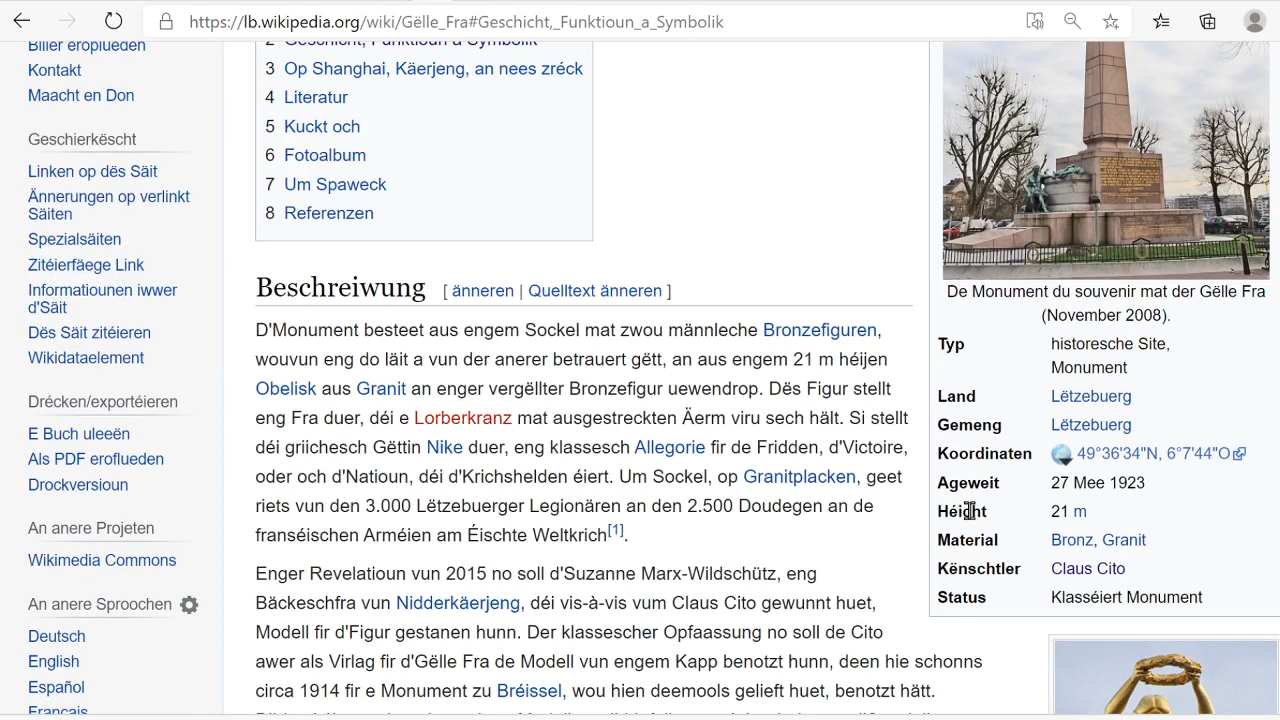 https://lb.wikipedia.org/wiki/Gëlle_Fra#Geschicht,_Funktioun_a_Symbolik
Biller eroplueden
Kontakt
Maacht en Don
Geschierkëscht
Linken op dës Säit
Ännerungen op verlinkt
Säiten
Spezialsäiten
Zitéierfäege Link
Informatiounen iwwer
d'Säit
Dës Säit zitéieren
Wikidataelement
Drécken/exportéieren
E Buch uleeën
Als PDF eroflueden
Drockversioun
An anere Projeten
Wikimedia Commons
An anere Sproochen
Deutsch
English
Español
Français
2 Geschicht, Funktioun a Symbolik
3 Op Shanghai, Käerjeng, an nees zréck
4 Literatur
5 Kuckt och
6 Fotoalbum
7 Um Spaweck
8 Referenzen
Beschreiwung [ änneren | Quelltext änneren ]
D'Monument besteet aus engem Sockel mat zwou männleche Bronzefiguren,
wouvun eng do läit a vun der anerer betrauert gëtt, an aus engem 21 m héijen
Obelisk aus Granit an enger vergëllter Bronzefigur uewendrop. Dës Figur stellt
eng Fra duer, déi e Lorberkranz mat ausgestreckten Äerm viru sech hält. Si stellt
déi griichesch Gëttin Nike duer, eng klassesch Allegorie fir de Fridden, d'Victoire,
oder och d'Natioun, déi d'Krichshelden éiert. Um Sockel, op Granitplacken, geet
riets vun den 3.000 Lëtzebuerger Legionären an den 2.500 Doudegen an de
franséischen Arméien am Éischte Weltkrich[1].
Enger Revelatioun vun 2015 no soll d'Suzanne Marx-Wildschütz, eng
Bäckeschfra vun Nidderkäerjeng, déi vis-à-vis vum Claus Cito gewunnt huet,
Modell fir d'Figur gestanen hunn. Der klassescher Opfaassung no soll de Cito
awer als Virlag fir d'Gëlle Fra de Modell vun engem Kapp benotzt hunn, deen hie schonns
circa 1914 fir e Monument zu Bréissel, wou hien deemools gelieft huet, benotzt hätt.
De Monument du souvenir mat der Gëlle Fra
(November 2008).
Typ historesche Site,
Monument
Land Lëtzebuerg
Gemeng Lëtzebuerg
Koordinaten 49°36'34"N, 6°7'44"O
Ageweit 27 Mee 1923
Héicht 21 m
Material Bronz, Granit
Kënschtler Claus Cito
Status Klasséiert Monument